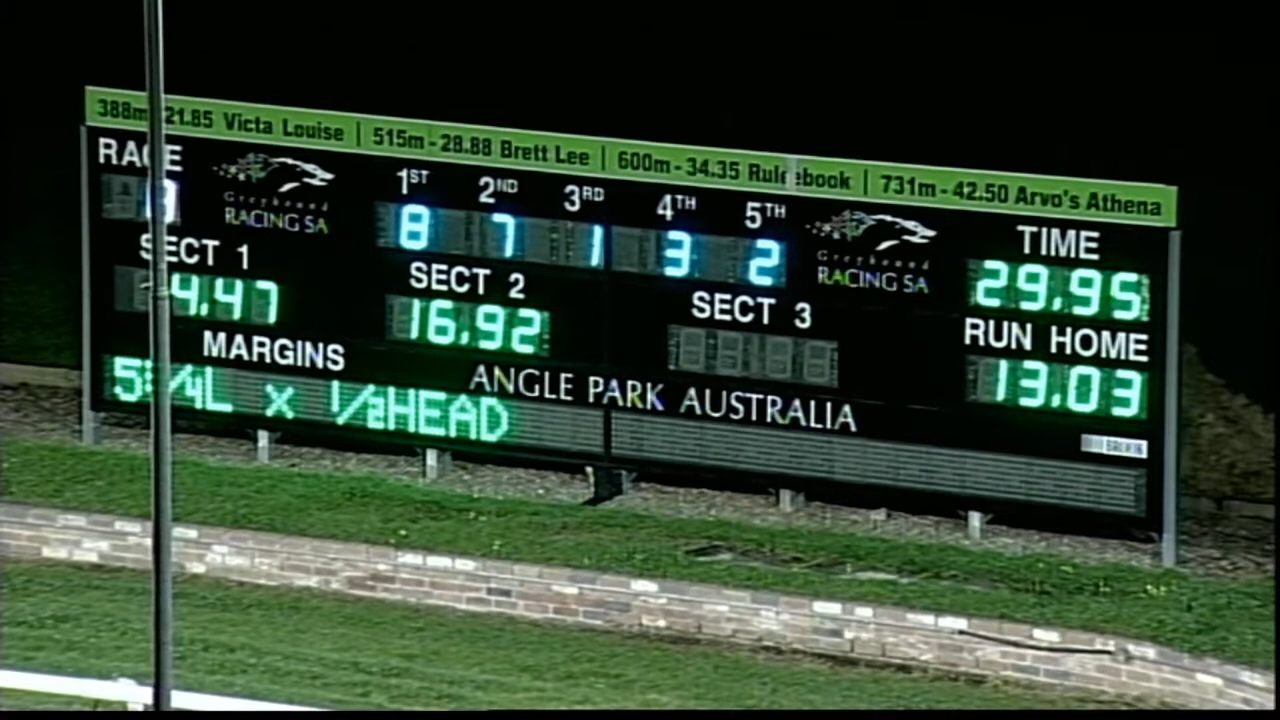 388m 21.85 Victa Louise | 515m - 28.88 Brett Lee | 600m - 34.35 Rulebook | 731m - 42.50 Arvo's Athena
RACE
Greyhound
RACING SA
1ST 2ND 3RD 4TH 5TH
8 7 1 3 2
Greyhound
RACING SA
TIME
29.95
SECT 1
4.47
SECT 2
16.92
SECT 3
RUN HOME
13.03
MARGINS
5 3/4L x 1/2HEAD
ANGLE PARK AUSTRALIA